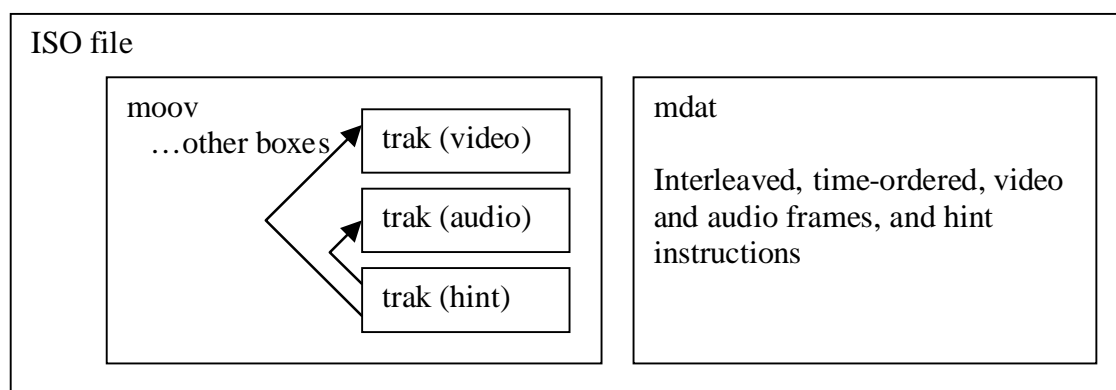 ISO file
moov
…other boxes
trak (video)
trak (audio)
trak (hint)
mdat
Interleaved, time-ordered, video
and audio frames, and hint
instructions